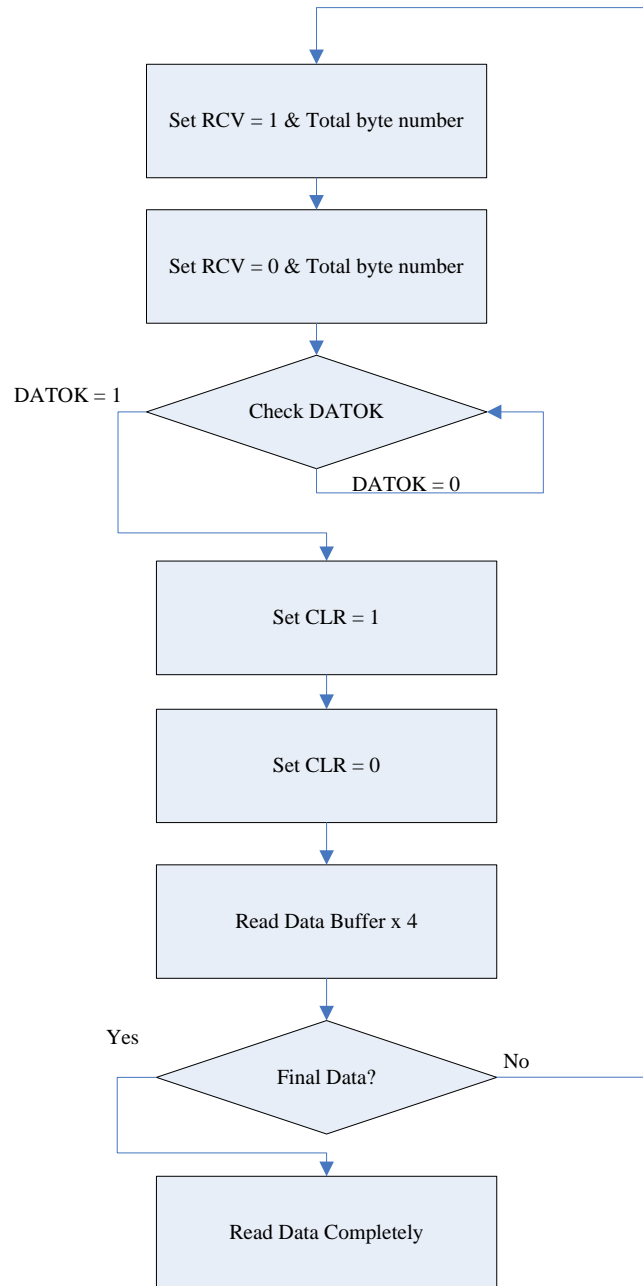 Set RCV = 1 & Total byte number
Set RCV = 0 & Total byte number
DATOK = 1
Check DATOK
DATOK = 0
Set CLR = 1
Set CLR = 0
Read Data Buffer x 4
Yes
Final Data?
No
Read Data Completely